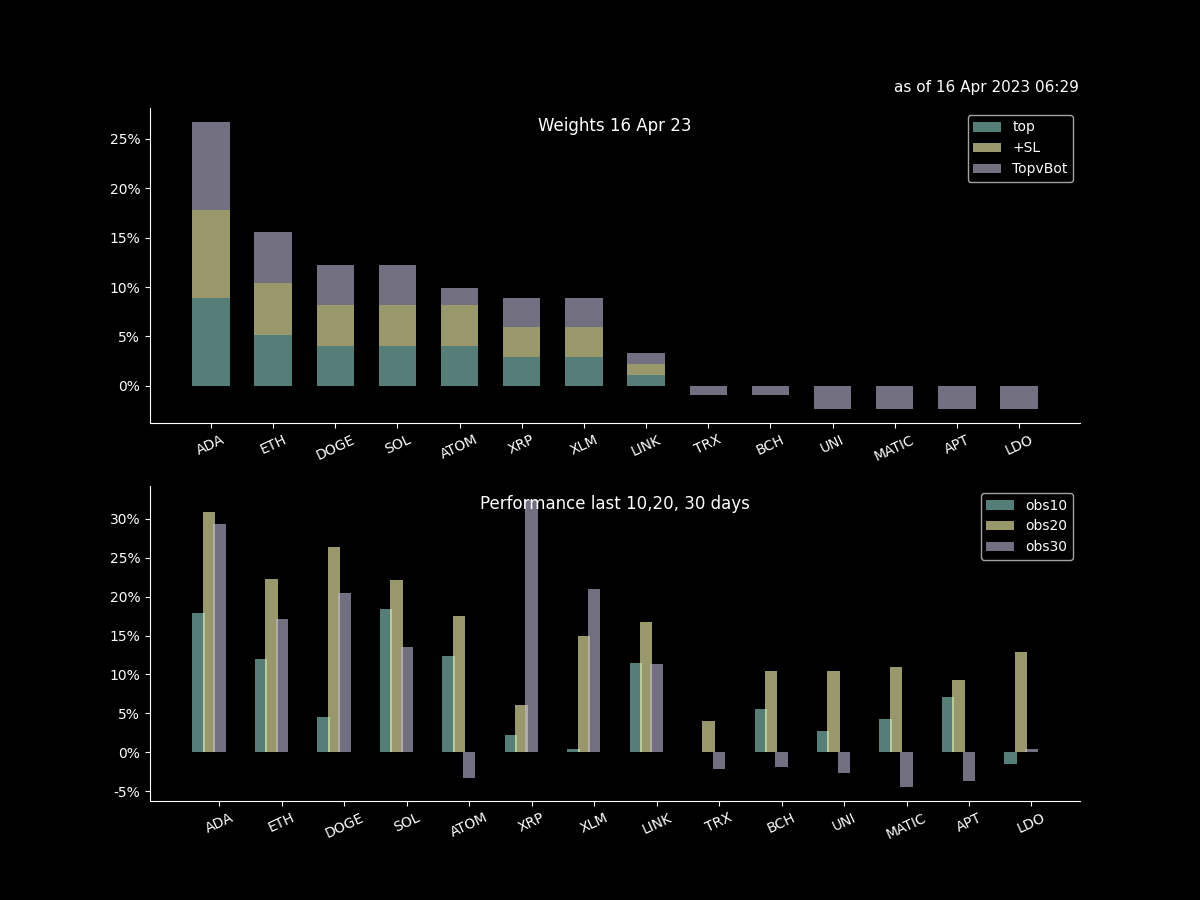 as of 16 Apr 2023 06:29
Weights 16 Apr 23
top
+SL
TopvBot
25%
20%
15%
10%
5%
0%
ADA ETH DOGE SOL ATOM XRP XLM LINK TRX BCH UNI MATIC APT LDO
Performance last 10,20, 30 days
obs10
obs20
obs30
30%
25%
20%
15%
10%
5%
0%
-5%
ADA ETH DOGE SOL ATOM XRP XLM LINK TRX BCH UNI MATIC APT LDO